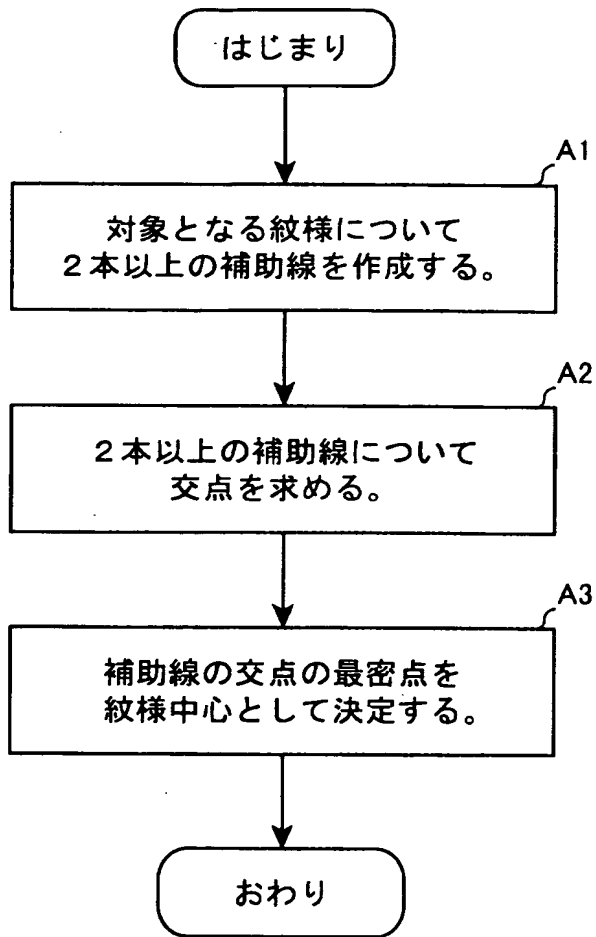 はじまり
A1
対象となる紋様について
2本以上の補助線を作成する。
A2
2本以上の補助線について
交点を求める。
A3
補助線の交点の最密点を
紋様中心として決定する。
おわり